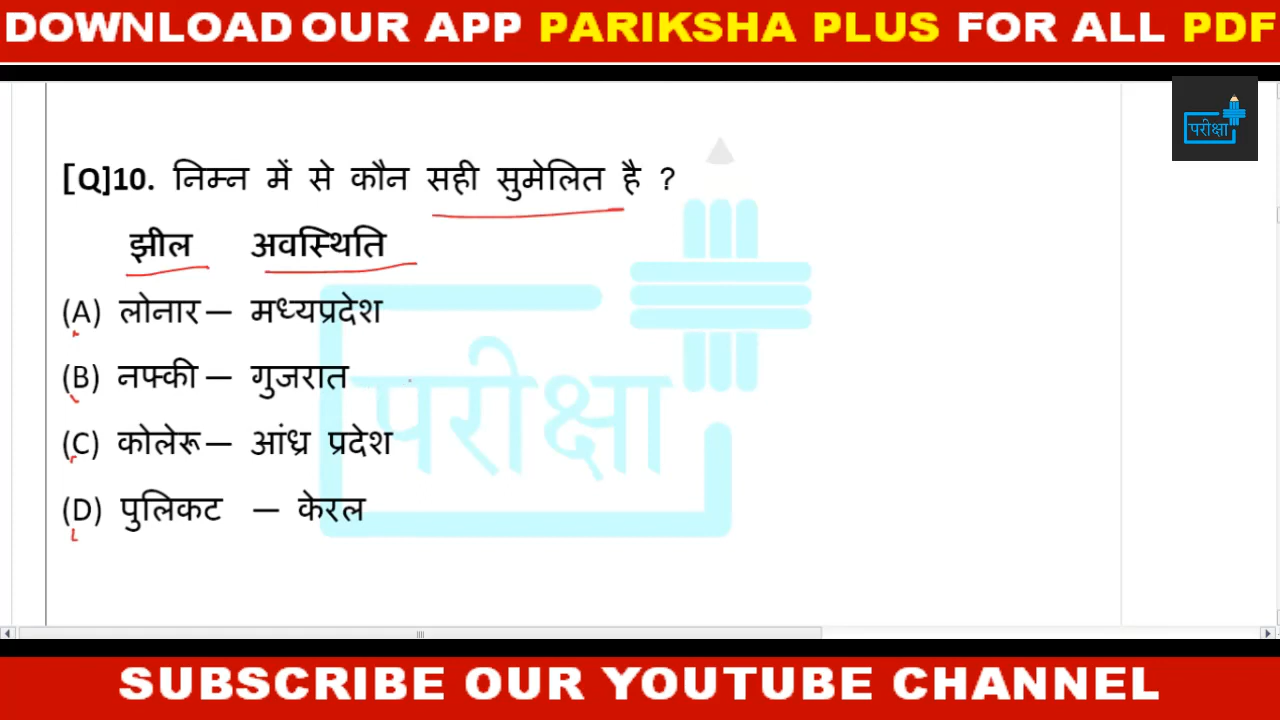 DOWNLOAD OUR APP PARIKSHA PLUS FOR ALL PDF
परीक्षा
[Q]10. निम्न में से कौन सही सुमेलित है ?
झील अवस्थिति
(A) लोनार — मध्यप्रदेश
(B) नफ्की — गुजरात
(C) कोलेरू — आंध्र प्रदेश
(D) पुलिकट — केरल
परीक्षा
SUBSCRIBE OUR YOUTUBE CHANNEL